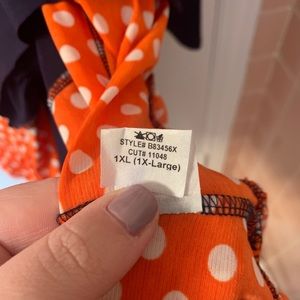 STYLE# B83456X
CUT# 11048
1XL (1X-Large)